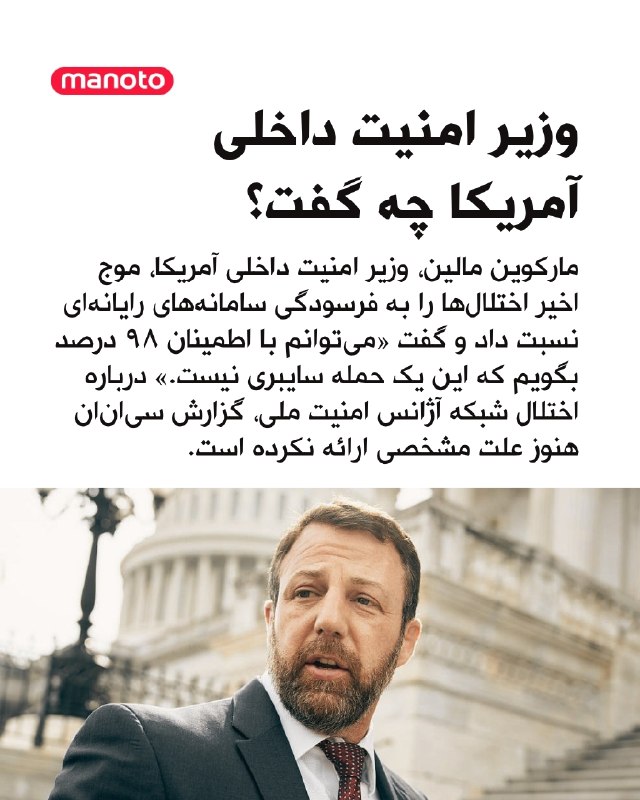 manoto
وزیر امنیت داخلی
آمریکا چه گفت؟
مارکوین مالین، وزیر امنیت داخلی آمریکا، موج
اخیر اختلال‌ها را به فرسودگی سامانه‌های رایانه‌ای
نسبت داد و گفت «می‌توانم با اطمینان ۹۸ درصد
بگویم که این یک حمله سایبری نیست.» درباره
اختلال شبکه آژانس امنیت ملی، گزارش سی‌ان‌ان
هنوز علت مشخصی ارائه نکرده است.